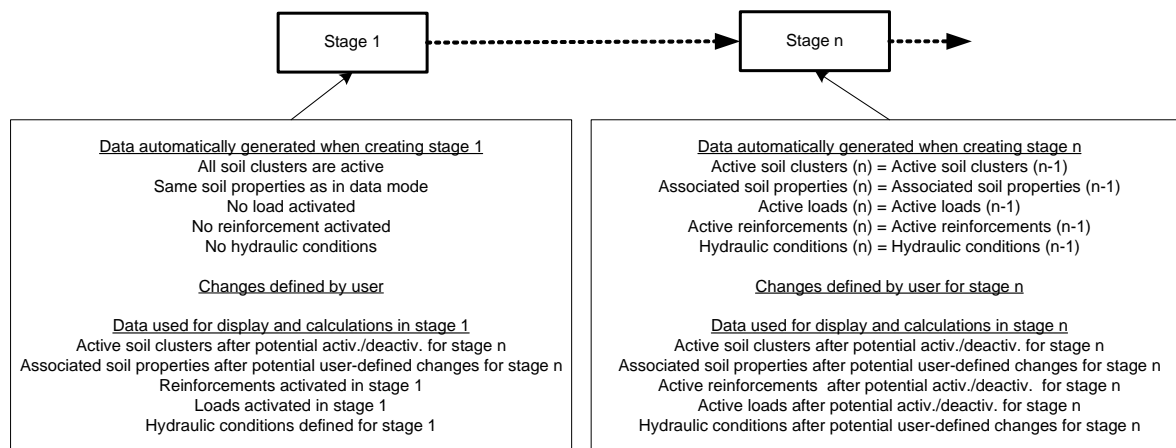 Stage 1
Stage n
Data automatically generated when creating stage 1
All soil clusters are active
Same soil properties as in data mode
No load activated
No reinforcement activated
No hydraulic conditions
Changes defined by user
Data used for display and calculations in stage 1
Active soil clusters after potential activ./deactiv. for stage n
Associated soil properties after potential user-defined changes for stage n
Reinforcements activated in stage 1
Loads activated in stage 1
Hydraulic conditions defined for stage 1
Data automatically generated when creating stage n
Active soil clusters (n) = Active soil clusters (n-1)
Associated soil properties (n) = Associated soil properties (n-1)
Active loads (n) = Active loads (n-1)
Active reinforcements (n) = Active reinforcements (n-1)
Hydraulic conditions (n) = Hydraulic conditions (n-1)
Changes defined by user for stage n
Data used for display and calculations in stage n
Active soil clusters after potential activ./deactiv. for stage n
Associated soil properties after potential user-defined changes for stage n
Active reinforcements after potential activ./deactiv. for stage n
Active loads after potential activ./deactiv. for stage n
Hydraulic conditions after potential user-defined changes for stage n